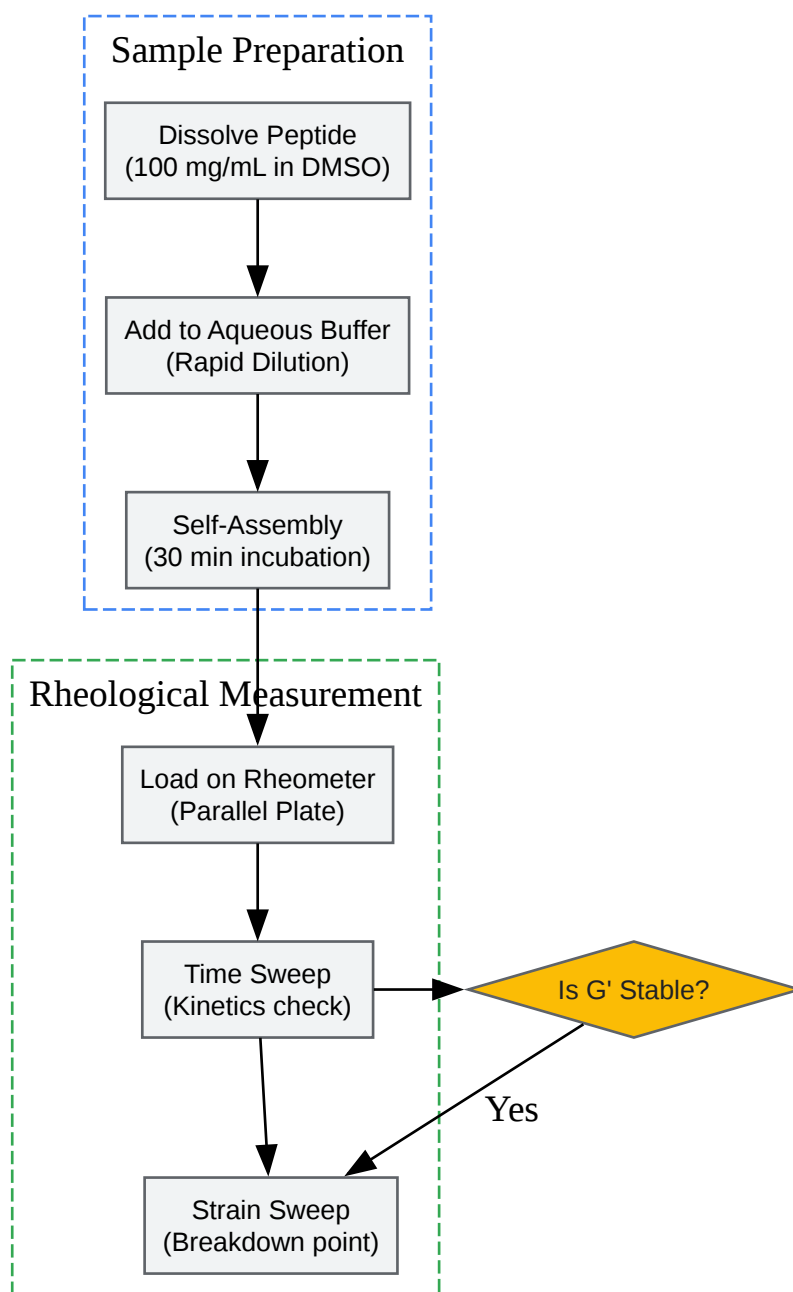 Sample Preparation
Dissolve Peptide
(100 mg/mL in DMSO)
Add to Aqueous Buffer
(Rapid Dilution)
Self-Assembly
(30 min incubation)
Rheological Measurement
Load on Rheometer
(Parallel Plate)
Time Sweep
(Kinetics check)
Is G' Stable?
Yes
Strain Sweep
(Breakdown point)